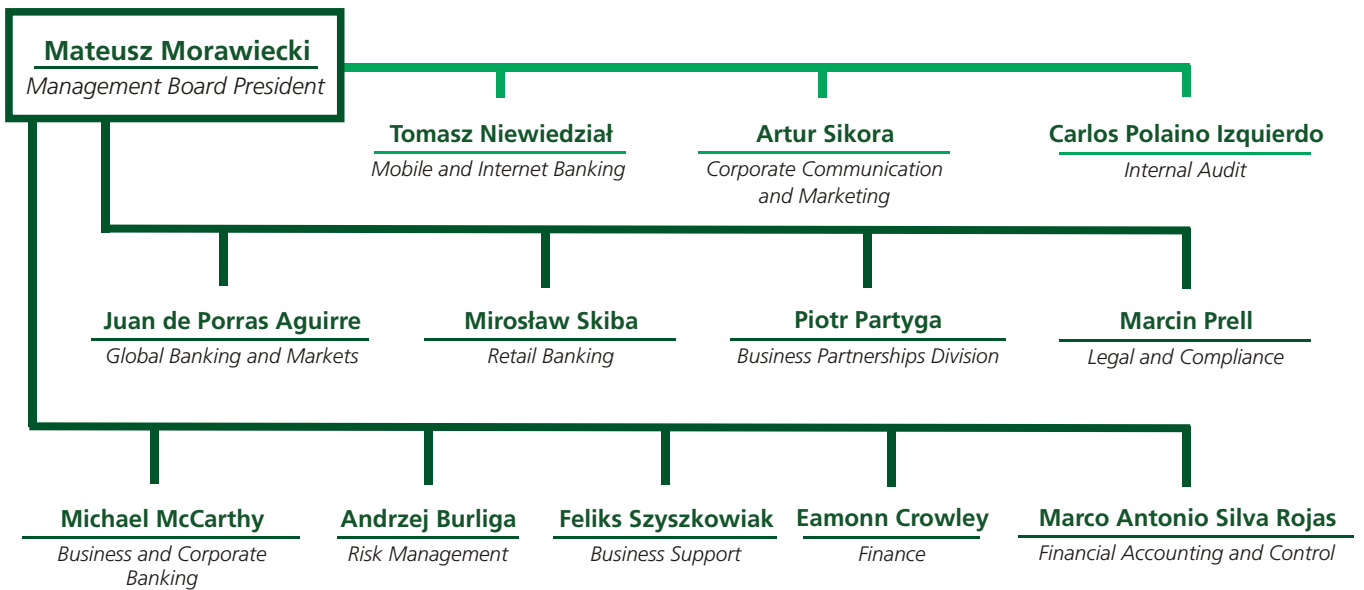 Mateusz Morawiecki
Management Board President
Tomasz Niewiedział
Mobile and Internet Banking
Artur Sikora
Corporate Communication
and Marketing
Carlos Polaino Izquierdo
Internal Audit
Juan de Porras Aguirre
Global Banking and Markets
Mirosław Skiba
Retail Banking
Piotr Partyga
Business Partnerships Division
Marcin Prell
Legal and Compliance
Michael McCarthy
Business and Corporate
Banking
Andrzej Burliga
Risk Management
Feliks Szyszkowiak
Business Support
Eamonn Crowley
Finance
Marco Antonio Silva Rojas
Financial Accounting and Control